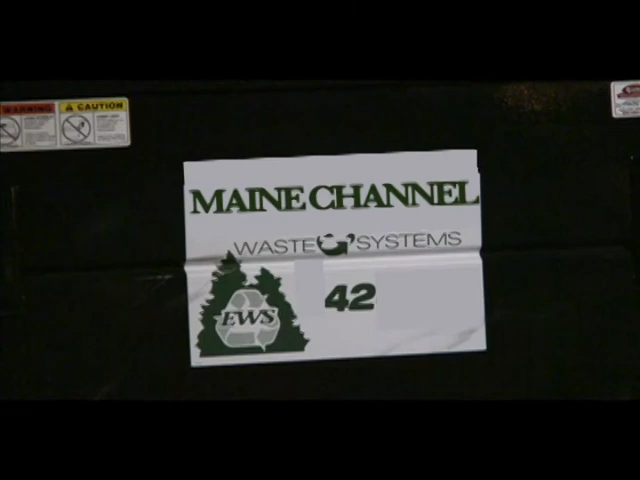 WARNING
CAUTION
MAINE CHANNEL
WASTE SYSTEMS
EWS
42